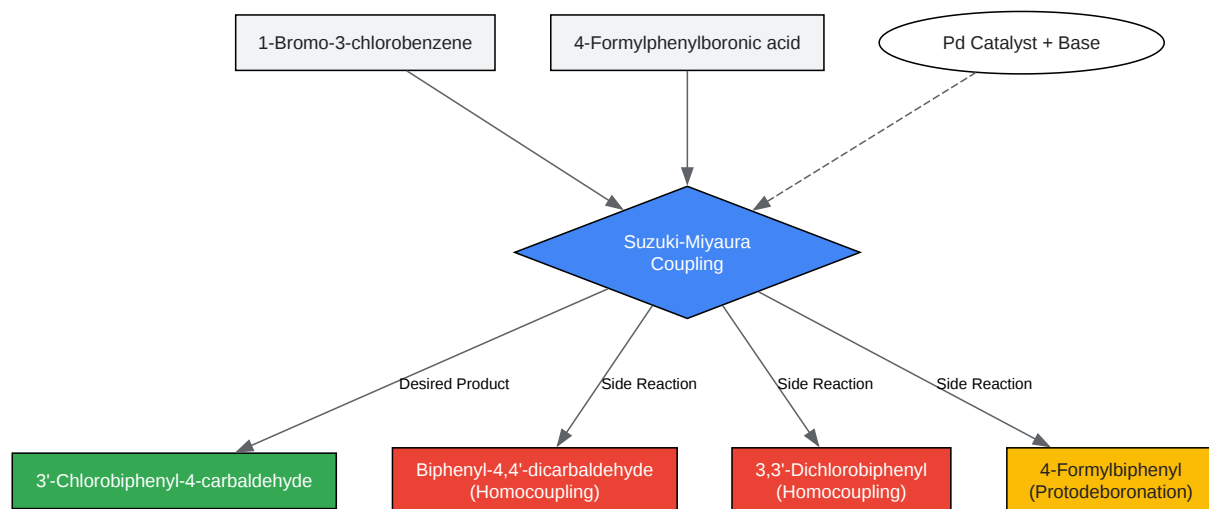 1-Bromo-3-chlorobenzene
4-Formylphenylboronic acid
Pd Catalyst + Base
Suzuki-Miyaura
Coupling
Desired Product
Side Reaction
Side Reaction
Side Reaction
3'-Chlorobiphenyl-4-carbaldehyde
Biphenyl-4,4'-dicarbaldehyde
(Homocoupling)
3,3'-Dichlorobiphenyl
(Homocoupling)
4-Formylbiphenyl
(Protodeboronation)